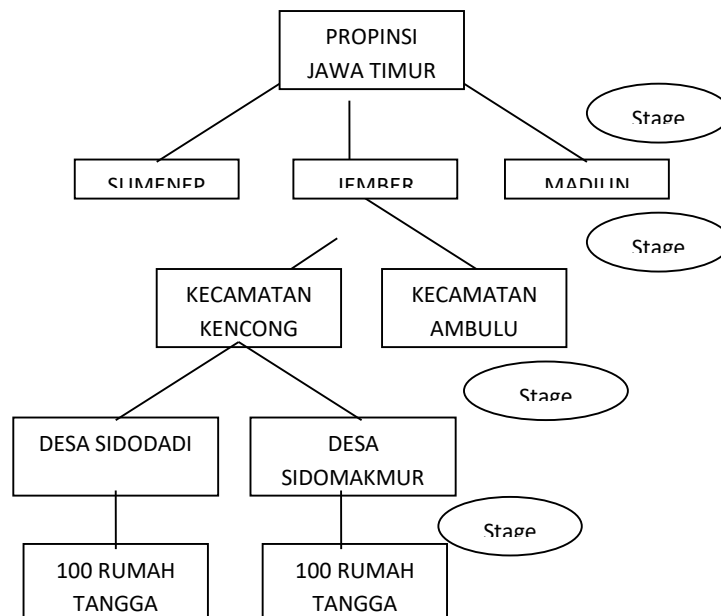 PROPINSI
JAWA TIMUR
Stage
SUMENEP
JEMBER
MADIUN
Stage
KECAMATAN
KENCONG
KECAMATAN
AMBULU
Stage
DESA SIDODADI
DESA
SIDOMAKMUR
Stage
100 RUMAH
TANGGA
100 RUMAH
TANGGA